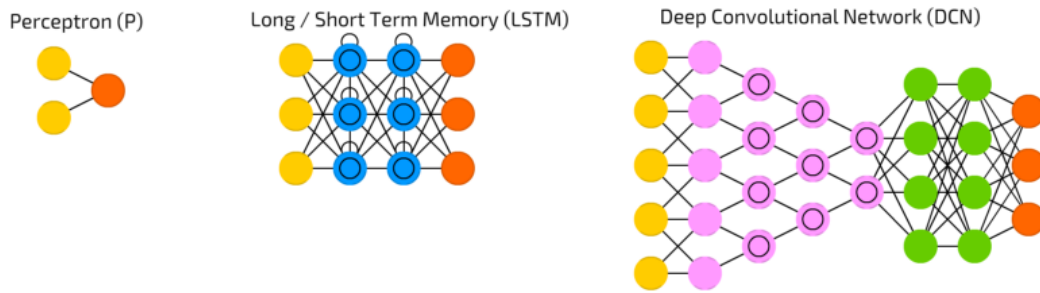 Perceptron (P)
Long / Short Term Memory (LSTM)
Deep Convolutional Network (DCN)